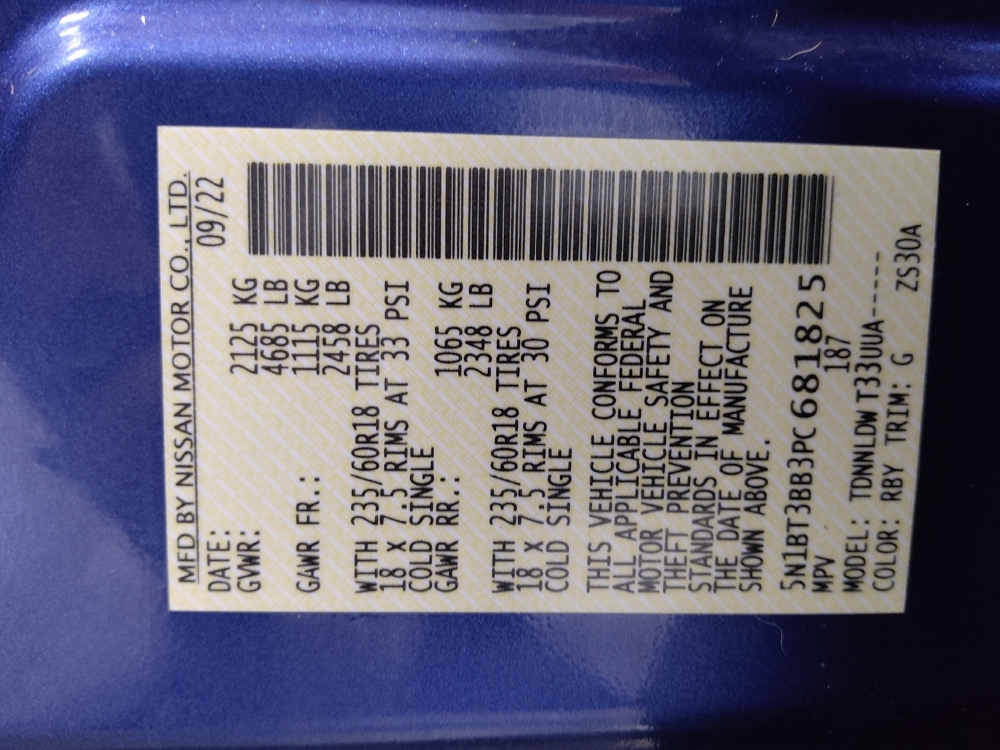 MFD BY NISSAN MOTOR CO., LTD.
DATE: 09/22
GVWR: 2125 KG
4685 LB
GAWR FR.: 1115 KG
2458 LB
WITH 235/60R18 TIRES
18 x 7.5 RIMS AT 33 PSI
COLD SINGLE
GAWR RR.: 1065 KG
2348 LB
WITH 235/60R18 TIRES
18 x 7.5 RIMS AT 30 PSI
COLD SINGLE
THIS VEHICLE CONFORMS TO
ALL APPLICABLE FEDERAL
MOTOR VEHICLE SAFETY AND
THEFT PREVENTION
STANDARDS IN EFFECT ON
THE DATE OF MANUFACTURE
SHOWN ABOVE.
5N1BT3BB3PC681825
MPV 187
MODEL: TDNNLDW T33UUA-----
COLOR: RBY TRIM: G ZS30A